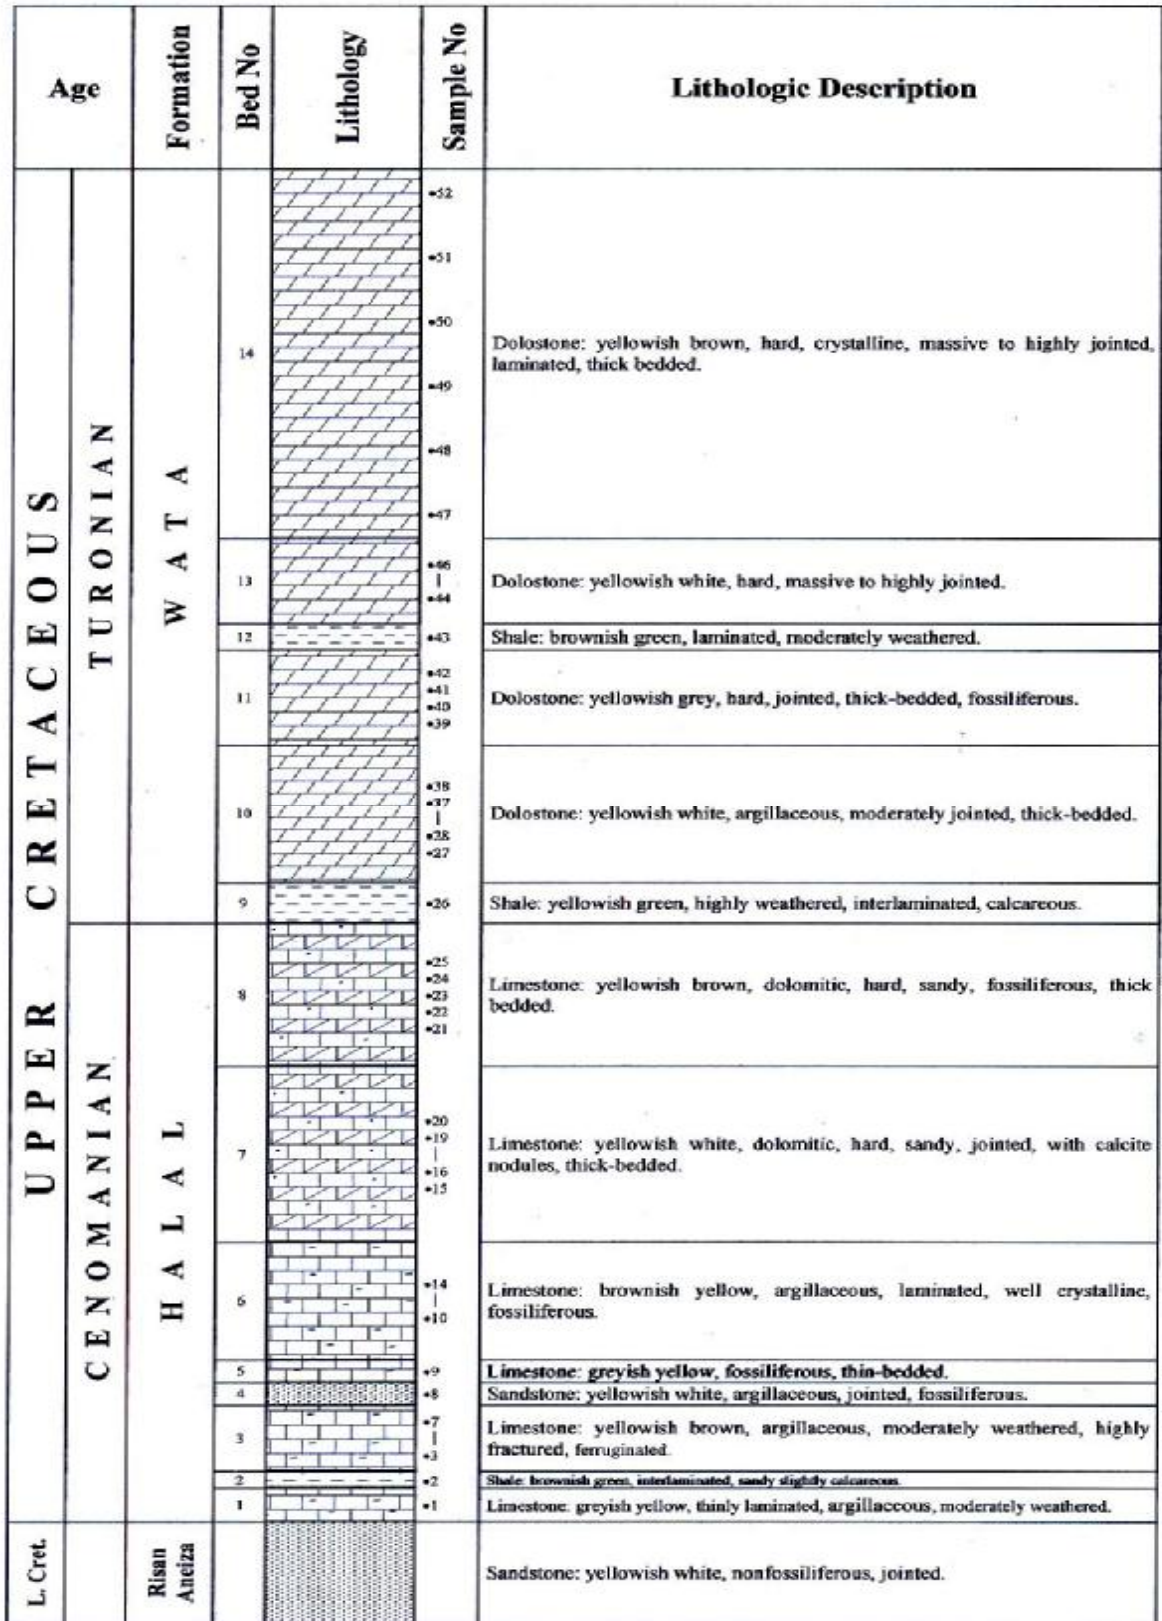 Age
Formation
Bed No
Lithology
Sample No
Lithologic Description
UPPER CRETACEOUS
TURONIAN
WATA
14
•52
•51
•50
•49
•48
•47
Dolostone: yellowish brown, hard, crystalline, massive to highly jointed,
laminated, thick bedded.
13
•46
|
•44
Dolostone: yellowish white, hard, massive to highly jointed.
12
•43
Shale: brownish green, laminated, moderately weathered.
11
•42
•41
•40
•39
Dolostone: yellowish grey, hard, jointed, thick-bedded, fossiliferous.
10
•38
•37
|
•28
•27
Dolostone: yellowish white, argillaceous, moderately jointed, thick-bedded.
9
•26
Shale: yellowish green, highly weathered, interlaminated, calcareous.
CENOMANIAN
HALAL
8
•25
•24
•23
•22
•21
Limestone: yellowish brown, dolomitic, hard, sandy, fossiliferous, thick
bedded.
7
•20
•19
|
•16
•15
Limestone: yellowish white, dolomitic, hard, sandy, jointed, with calcite
nodules, thick-bedded.
6
•14
|
•10
Limestone: brownish yellow, argillaceous, laminated, well crystalline,
fossiliferous.
5
•9
Limestone: greyish yellow, fossiliferous, thin-bedded.
4
•8
Sandstone: yellowish white, argillaceous, jointed, fossiliferous.
3
•7
|
•3
Limestone: yellowish brown, argillaceous, moderately weathered, highly
fractured, ferruginated.
2
•2
Shale: brownish green, interlaminated, sandy slightly calcareous.
1
•1
Limestone: greyish yellow, thinly laminated, argillaceous, moderately weathered.
L. Cret.
Risan
Aneiza
Sandstone: yellowish white, nonfossiliferous, jointed.